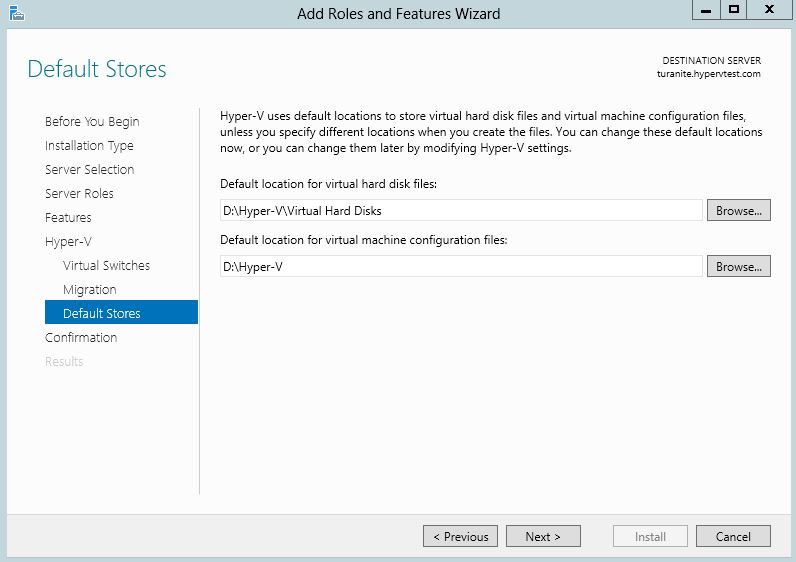 Add Roles and Features Wizard
Default Stores
DESTINATION SERVER
turanite.hypervtest.com
Before You Begin
Installation Type
Server Selection
Server Roles
Features
Hyper-V
Virtual Switches
Migration
Default Stores
Confirmation
Results
Hyper-V uses default locations to store virtual hard disk files and virtual machine configuration files,
unless you specify different locations when you create the files. You can change these default locations
now, or you can change them later by modifying Hyper-V settings.
Default location for virtual hard disk files:
D:\Hyper-V\Virtual Hard Disks
Browse...
Default location for virtual machine configuration files:
D:\Hyper-V
Browse...
< Previous
Next >
Install
Cancel